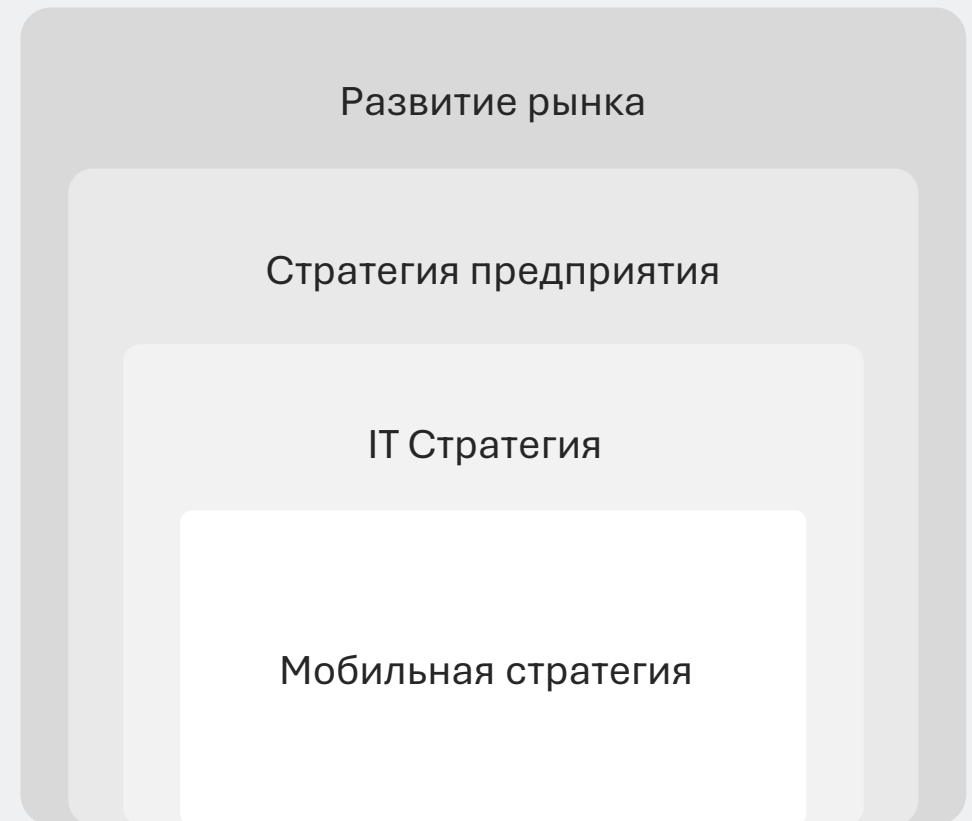 Развитие рынка
Стратегия предприятия
IT Стратегия
Мобильная стратегия